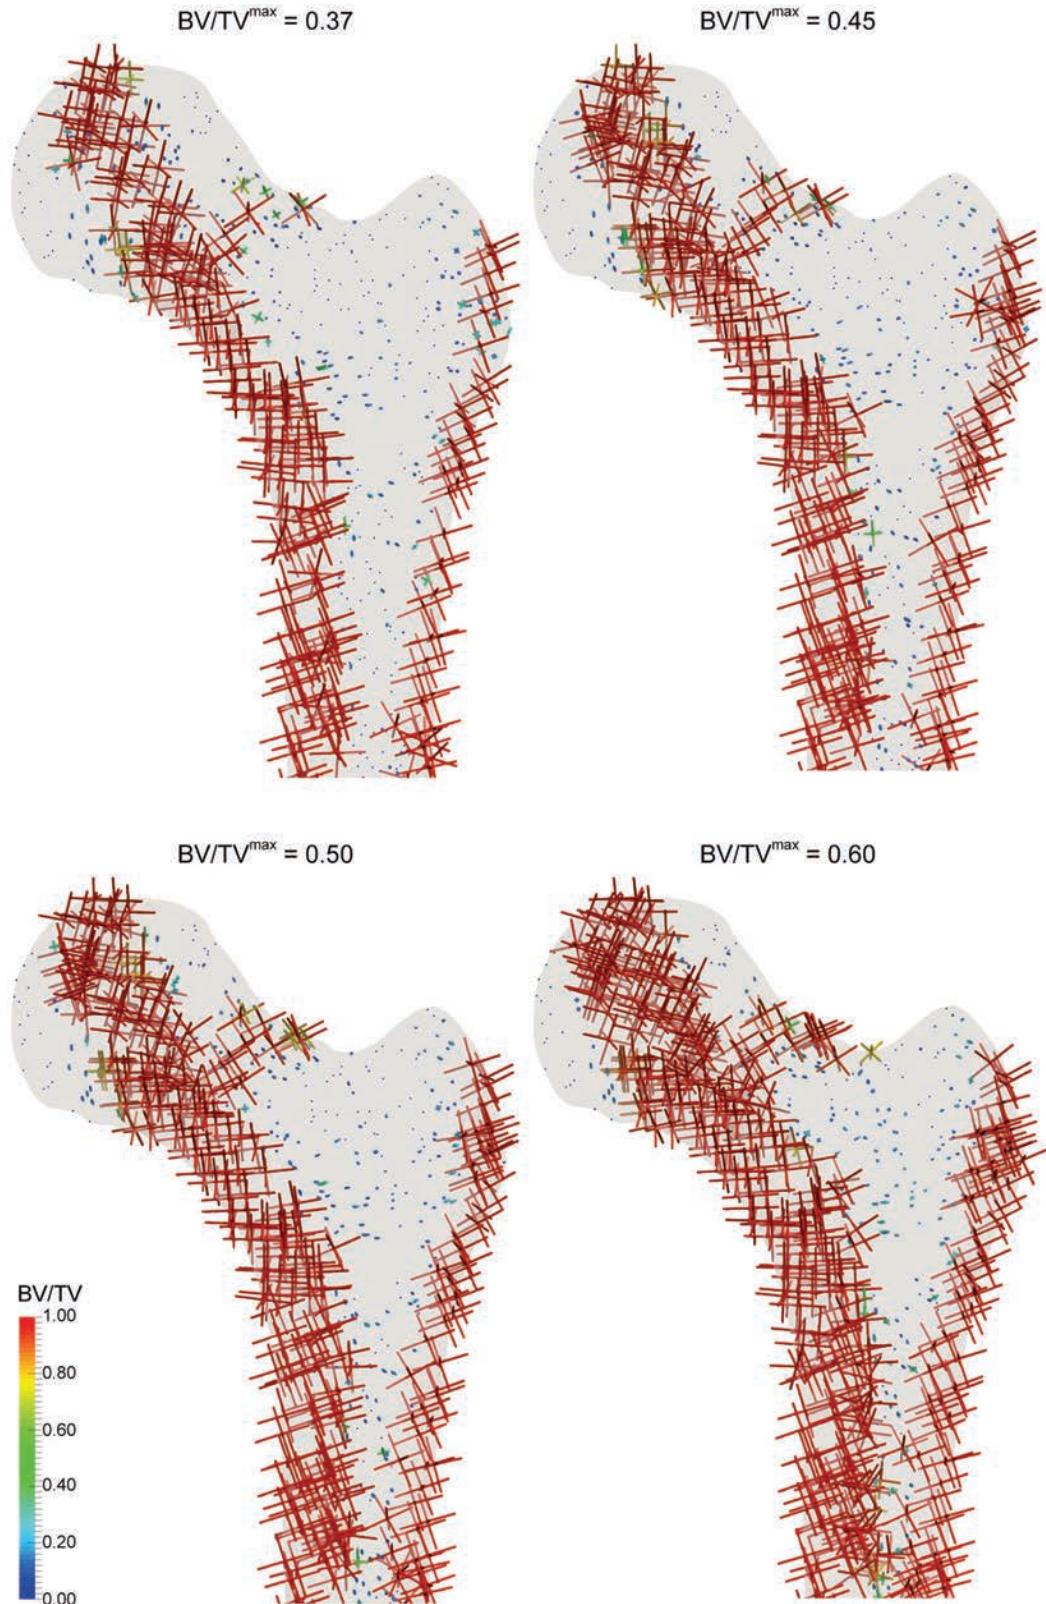 BV/TV^max = 0.37
BV/TV^max = 0.45
BV/TV^max = 0.50
BV/TV^max = 0.60
BV/TV
1.00
0.80
0.60
0.40
0.20
0.00